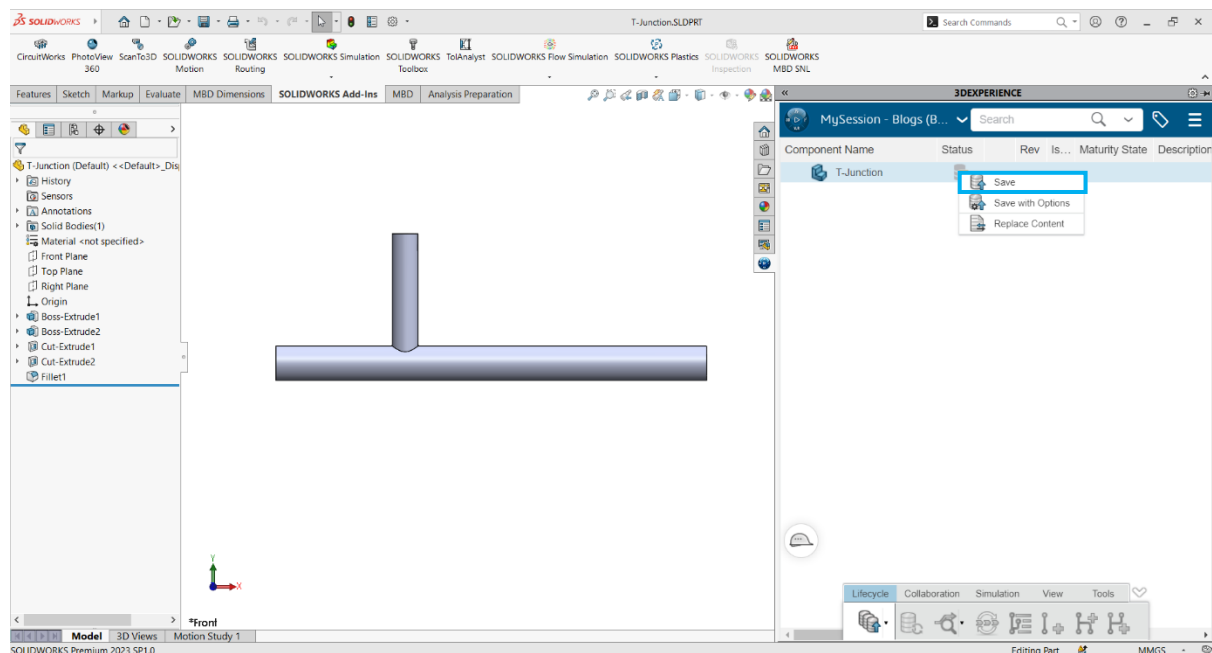 SOLIDWORKS
T-Junction.SLDPRT
Search Commands
CircuitWorks
PhotoView
360
ScanTo3D
SOLIDWORKS
Motion
SOLIDWORKS
Routing
SOLIDWORKS Simulation
SOLIDWORKS
Toolbox
TolAnalyst
SOLIDWORKS Flow Simulation
SOLIDWORKS Plastics
SOLIDWORKS
Inspection
SOLIDWORKS
MBD SNL
Features Sketch Markup Evaluate MBD Dimensions SOLIDWORKS Add-Ins MBD Analysis Preparation
T-Junction (Default) <<Default>_Dis
History
Sensors
Annotations
Solid Bodies(1)
Material <not specified>
Front Plane
Top Plane
Right Plane
Origin
Boss-Extrude1
Boss-Extrude2
Cut-Extrude1
Cut-Extrude2
Fillet1
Y
X
*Front
Model 3D Views Motion Study 1
SOLIDWORKS Premium 2023 SP1.0
3DEXPERIENCE
MySession - Blogs (B...
Search
Component Name Status Rev Is... Maturity State Description
T-Junction
Save
Save with Options
Replace Content
Lifecycle Collaboration Simulation View Tools
Editing Part
MMGS